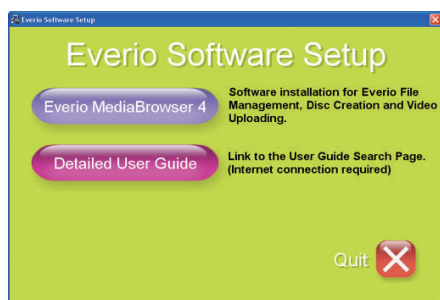 Everio Software Setup
Everio Software Setup
Everio MediaBrowser 4
Software installation for Everio File
Management, Disc Creation and Video
Uploading.
Detailed User Guide
Link to the User Guide Search Page.
(Internet connection required)
Quit